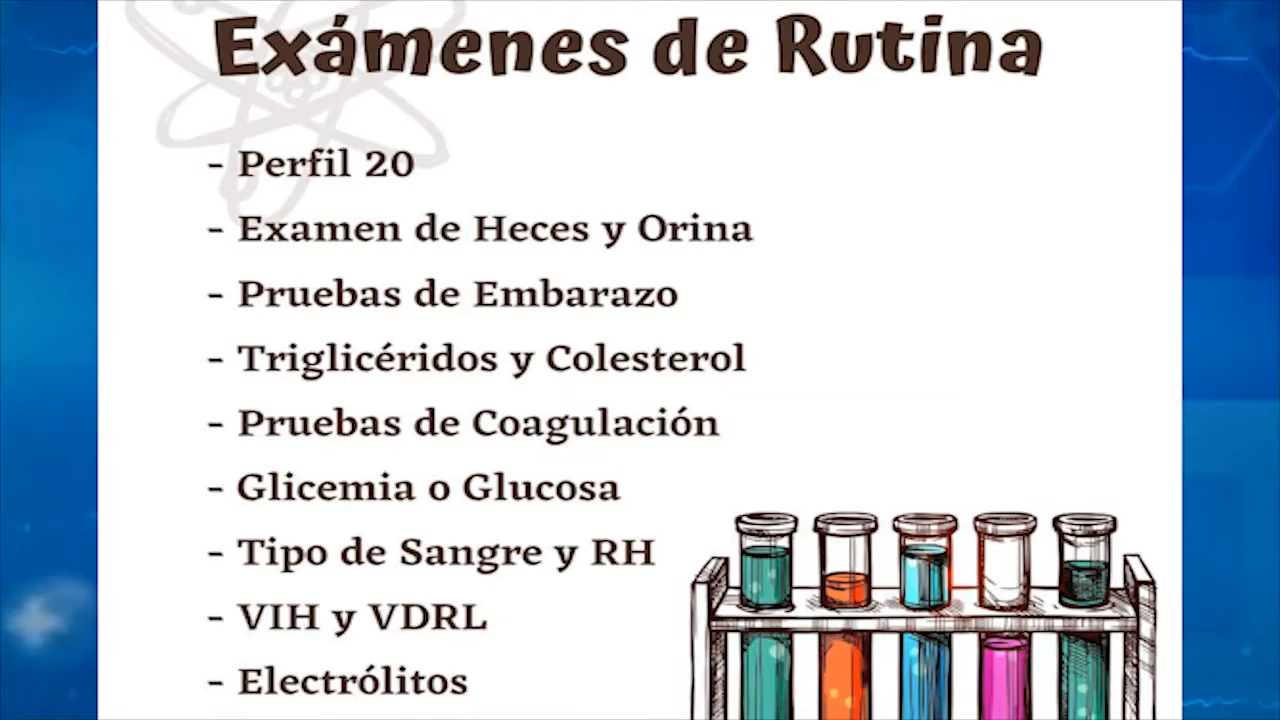 Exámenes de Rutina
- Perfil 20
- Examen de Heces y Orina
- Pruebas de Embarazo
- Triglicéridos y Colesterol
- Pruebas de Coagulación
- Glicemia o Glucosa
- Tipo de Sangre y RH
- VIH y VDRL
- Electrólitos